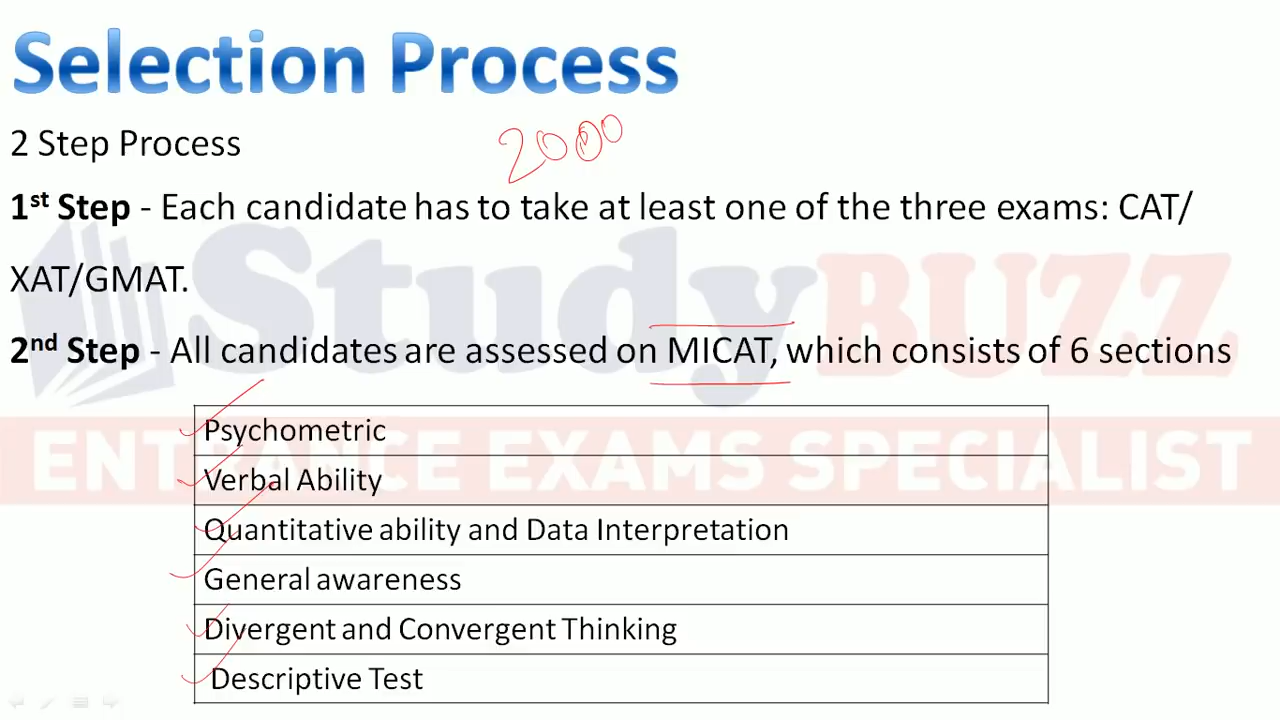 Selection Process
2 Step Process
2000
1st Step - Each candidate has to take at least one of the three exams: CAT/
XAT/GMAT.
2nd Step - All candidates are assessed on MICAT, which consists of 6 sections
Psychometric
Verbal Ability
Quantitative ability and Data Interpretation
General awareness
Divergent and Convergent Thinking
Descriptive Test
StudyBUZZ
ENTRANCE EXAMS SPECIALIST